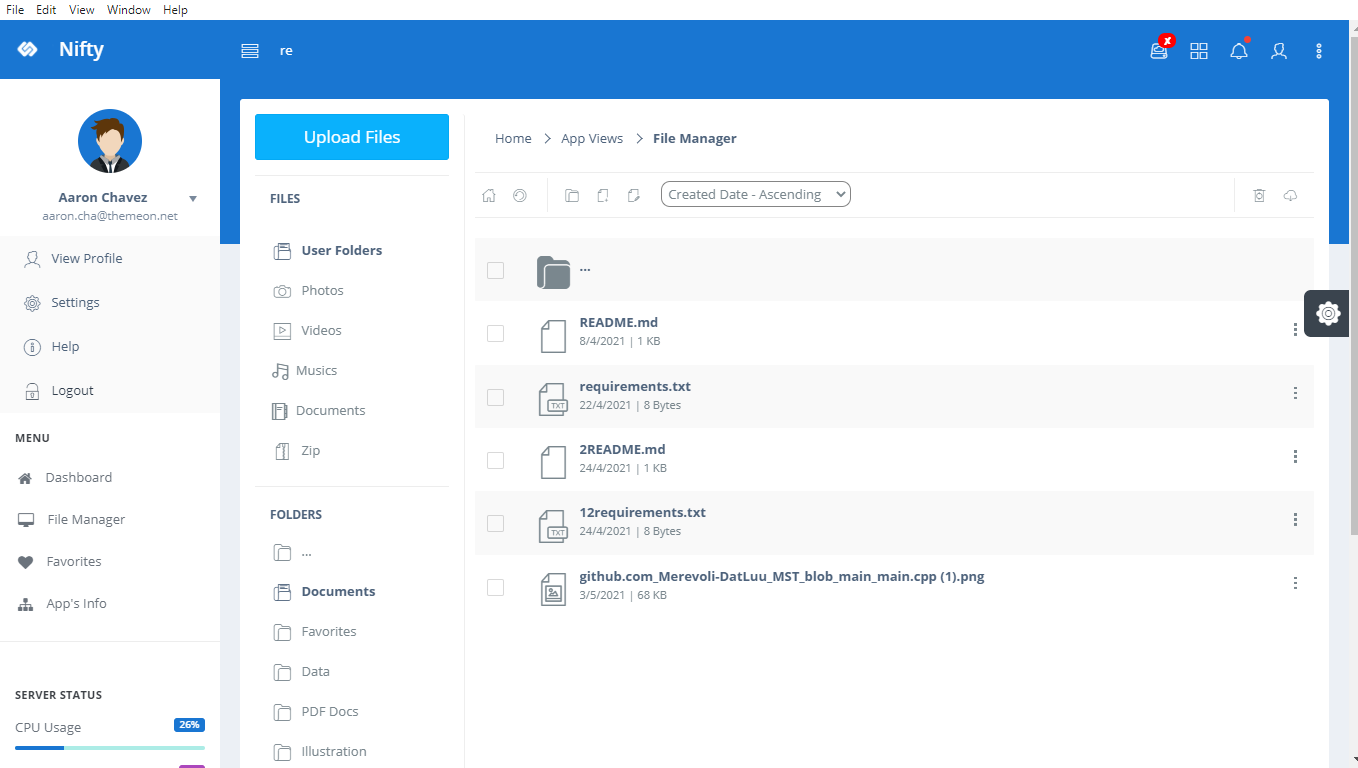 File Edit View Window Help
Nifty
re
x
Aaron Chavez
aaron.cha@themeon.net
View Profile
Settings
Help
Logout
MENU
Dashboard
File Manager
Favorites
App's Info
SERVER STATUS
CPU Usage 26%
Upload Files
FILES
User Folders
Photos
Videos
Musics
Documents
Zip
FOLDERS
...
Documents
Favorites
Data
PDF Docs
Illustration
Home > App Views > File Manager
Created Date - Ascending
...
README.md
8/4/2021 | 1 KB
requirements.txt
TXT
22/4/2021 | 8 Bytes
2README.md
24/4/2021 | 1 KB
12requirements.txt
TXT
24/4/2021 | 8 Bytes
github.com_Merevoli-DatLuu_MST_blob_main_main.cpp (1).png
3/5/2021 | 68 KB